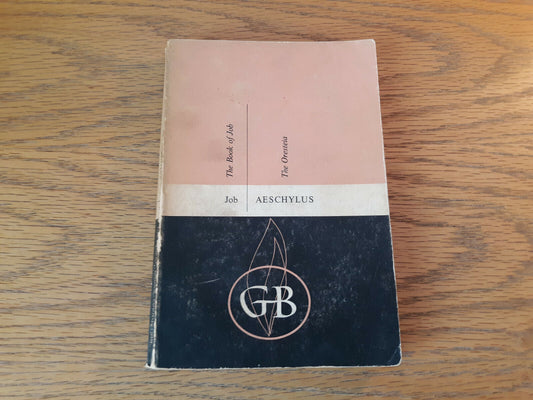 The Book of Job
The Oresteia
Job
AESCHYLUS
GB